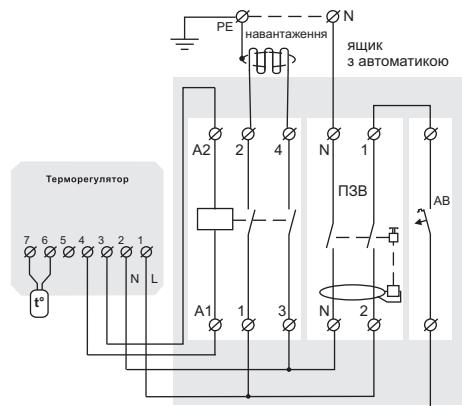 PE
N
навантаження
ящик
з автоматикою
A2
2
4
N
1
Терморегулятор
ПЗВ
АВ
7
6
5
4
3
2
1
N
L
t°
A1
1
3
N
2